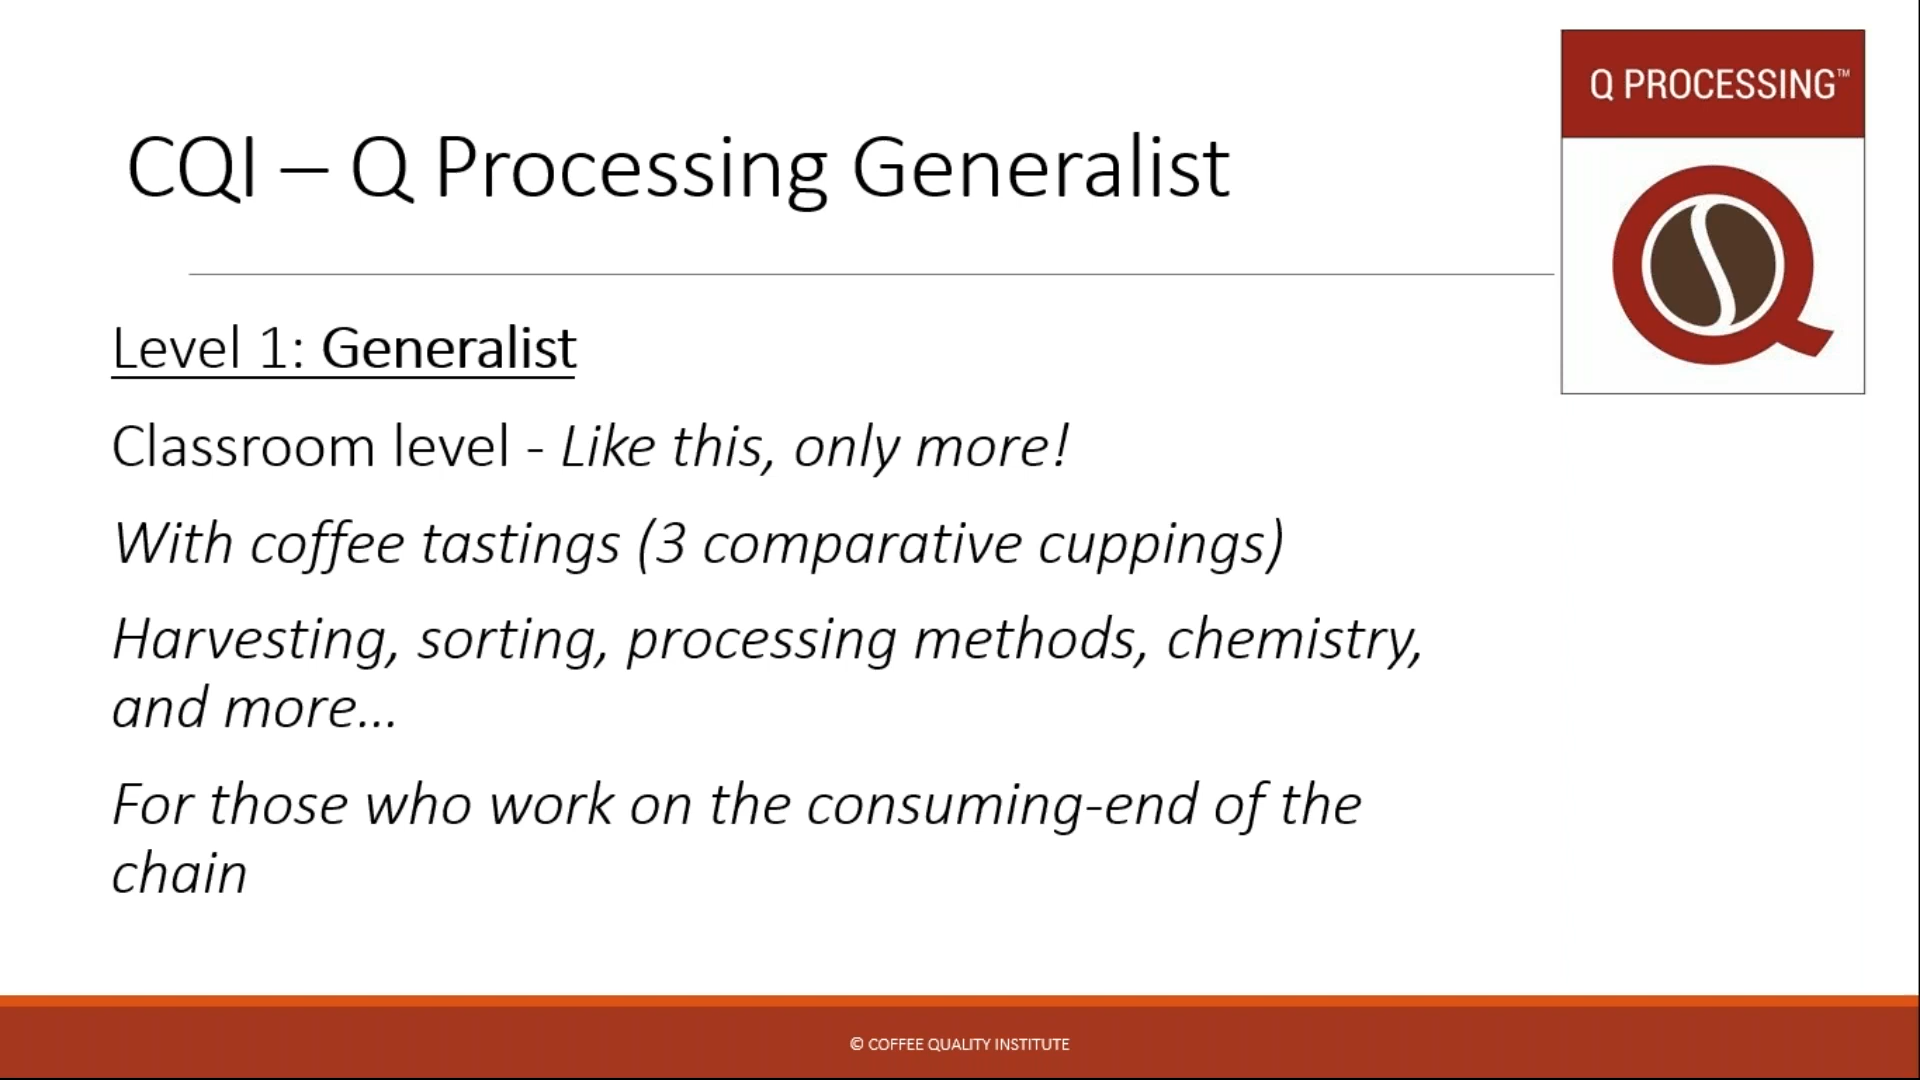 Q PROCESSING™
CQI – Q Processing Generalist
Level 1: Generalist
Classroom level - Like this, only more!
With coffee tastings (3 comparative cuppings)
Harvesting, sorting, processing methods, chemistry,
and more…
For those who work on the consuming-end of the
chain
© COFFEE QUALITY INSTITUTE